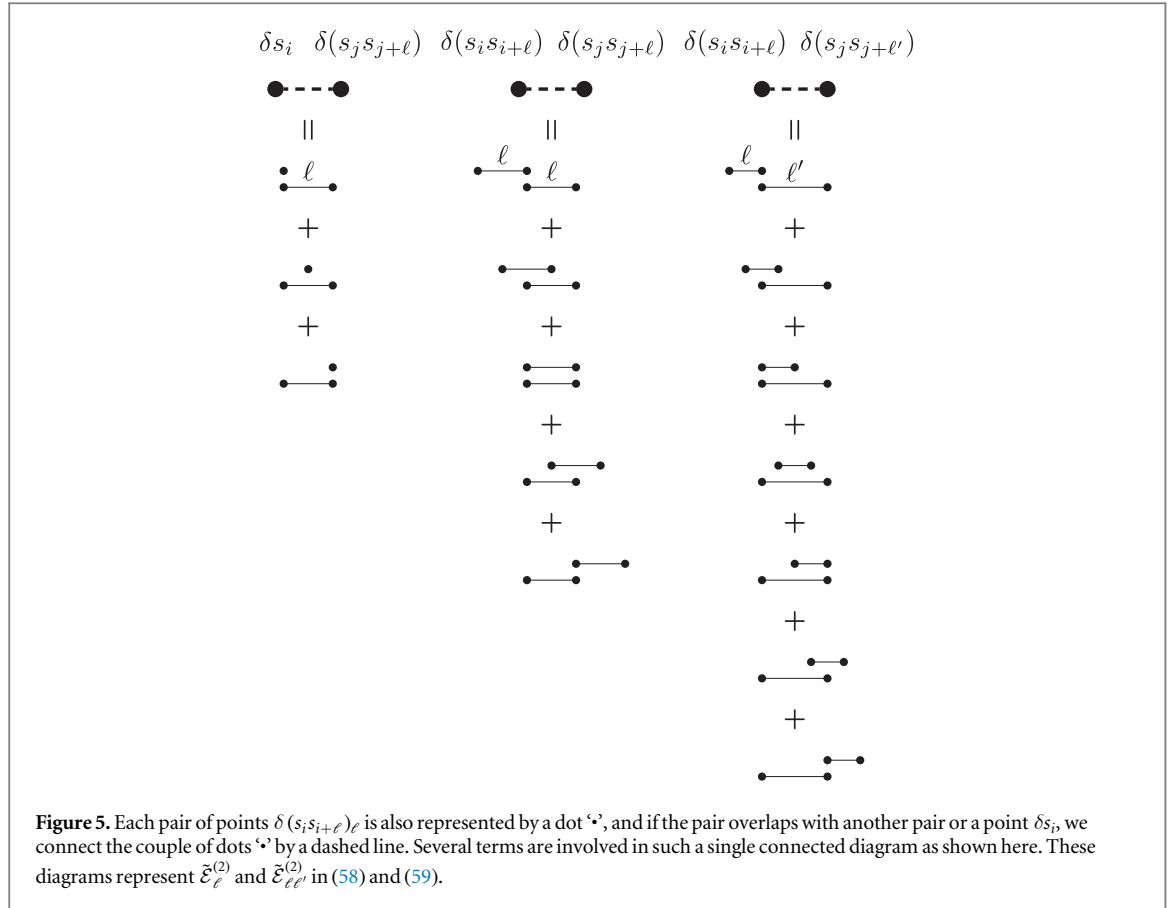 δs_i δ(s_j s_{j+ℓ}) δ(s_i s_{i+ℓ}) δ(s_j s_{j+ℓ}) δ(s_i s_{i+ℓ}) δ(s_j s_{j+ℓ′})
|| || ||
ℓ ℓ
ℓ ℓ ℓ′
+ + +
+ + +
+ +
+ +
+
+
Figure 5. Each pair of points δ(s_i s_{i+ℓ})_ℓ is also represented by a dot ‘•’, and if the pair overlaps with another pair or a point δs_i, we
connect the couple of dots ‘•’ by a dashed line. Several terms are involved in such a single connected diagram as shown here. These
diagrams represent Ẽ_ℓ^{(2)} and Ẽ_{ℓℓ′}^{(2)} in (58) and (59).